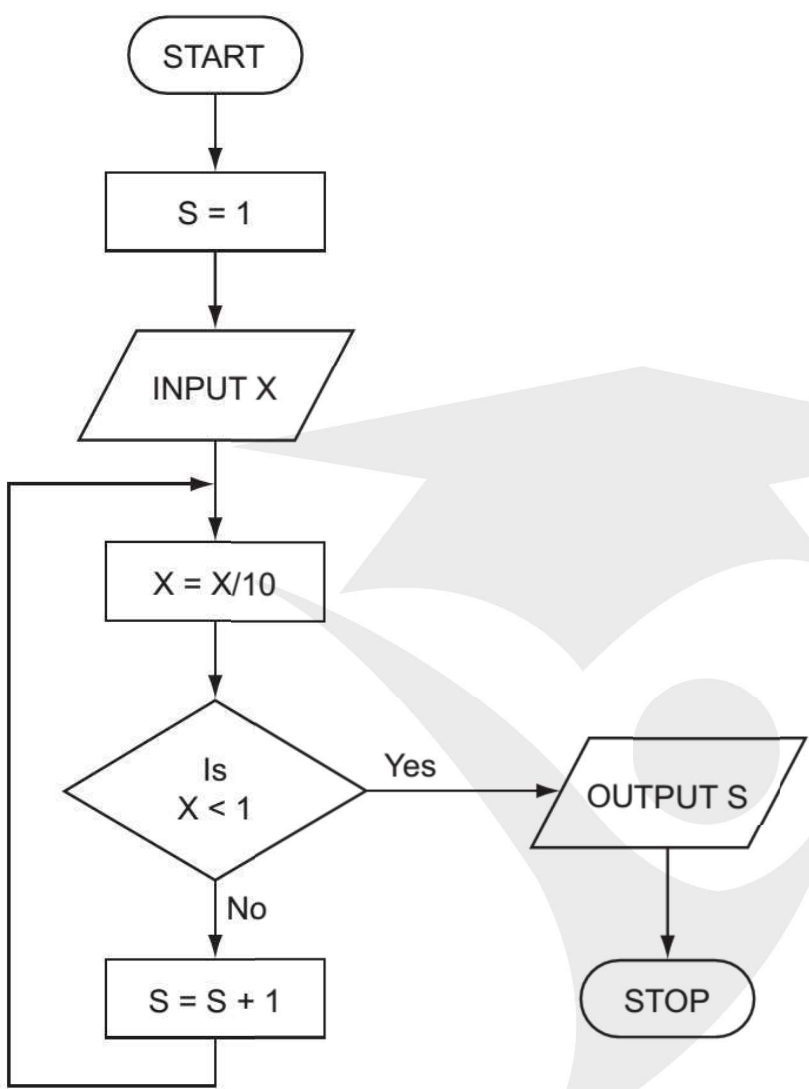 START
S = 1
INPUT X
X = X/10
Is
X < 1
Yes
OUTPUT S
No
S = S + 1
STOP